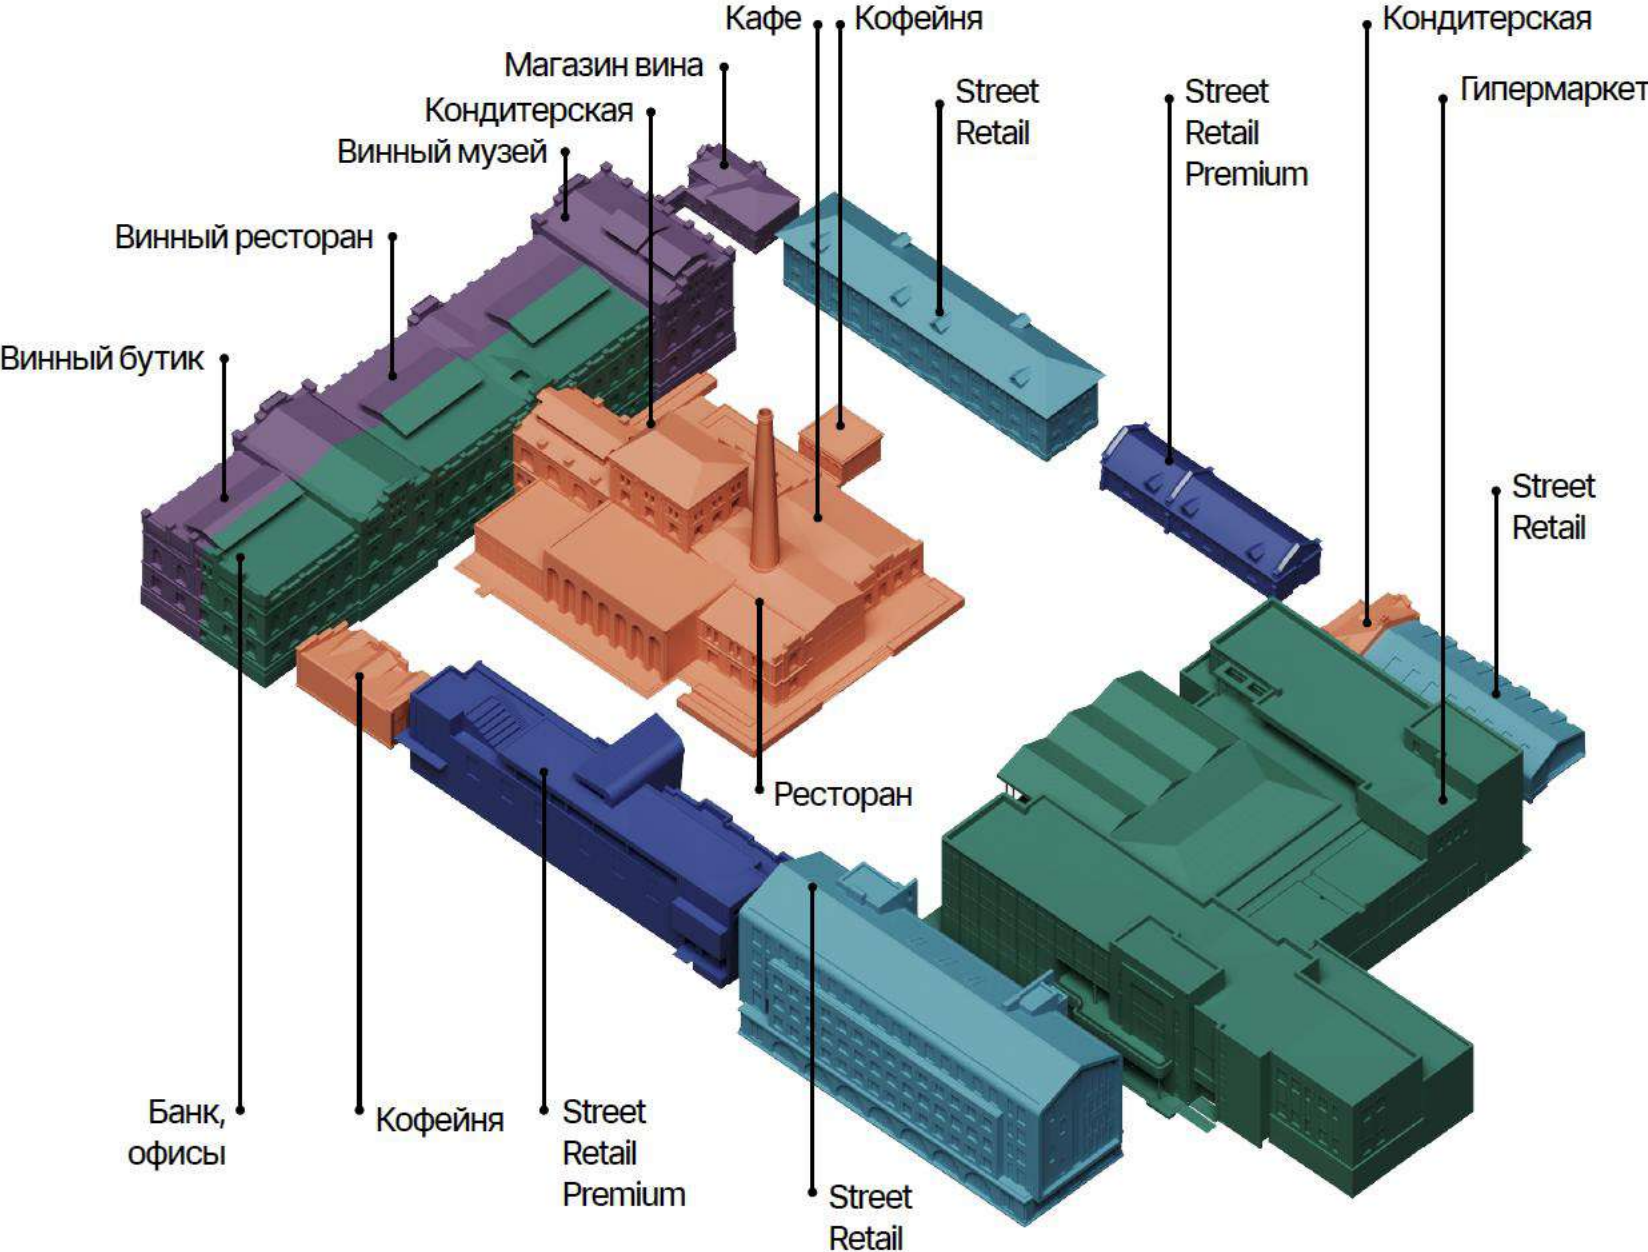 Кафе
Кофейня
Кондитерская
Магазин вина
Street
Retail
Street
Retail
Premium
Гипермаркет
Кондитерская
Винный музей
Винный ресторан
Винный бутик
Street
Retail
Ресторан
Банк,
офисы
Кофейня
Street
Retail
Premium
Street
Retail